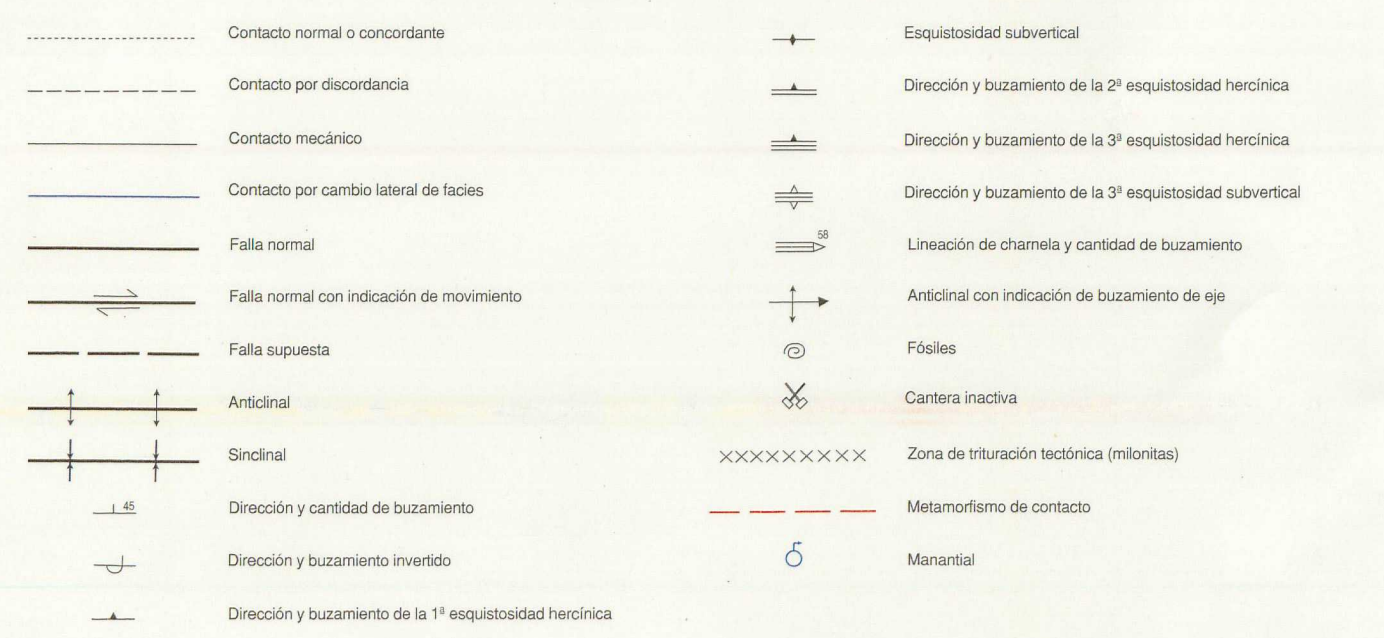 Contacto normal o concordante
Contacto por discordancia
Contacto mecánico
Contacto por cambio lateral de facies
Falla normal
Falla normal con indicación de movimiento
Falla supuesta
Anticlinal
Sinclinal
45
Dirección y cantidad de buzamiento
Dirección y buzamiento invertido
Dirección y buzamiento de la 1ª esquistosidad hercínica
Esquistosidad subvertical
Dirección y buzamiento de la 2ª esquistosidad hercínica
Dirección y buzamiento de la 3ª esquistosidad hercínica
Dirección y buzamiento de la 3ª esquistosidad subvertical
58
Lineación de charnela y cantidad de buzamiento
Anticlinal con indicación de buzamiento de eje
Fósiles
Cantera inactiva
Zona de trituración tectónica (milonitas)
Metamorfismo de contacto
Manantial